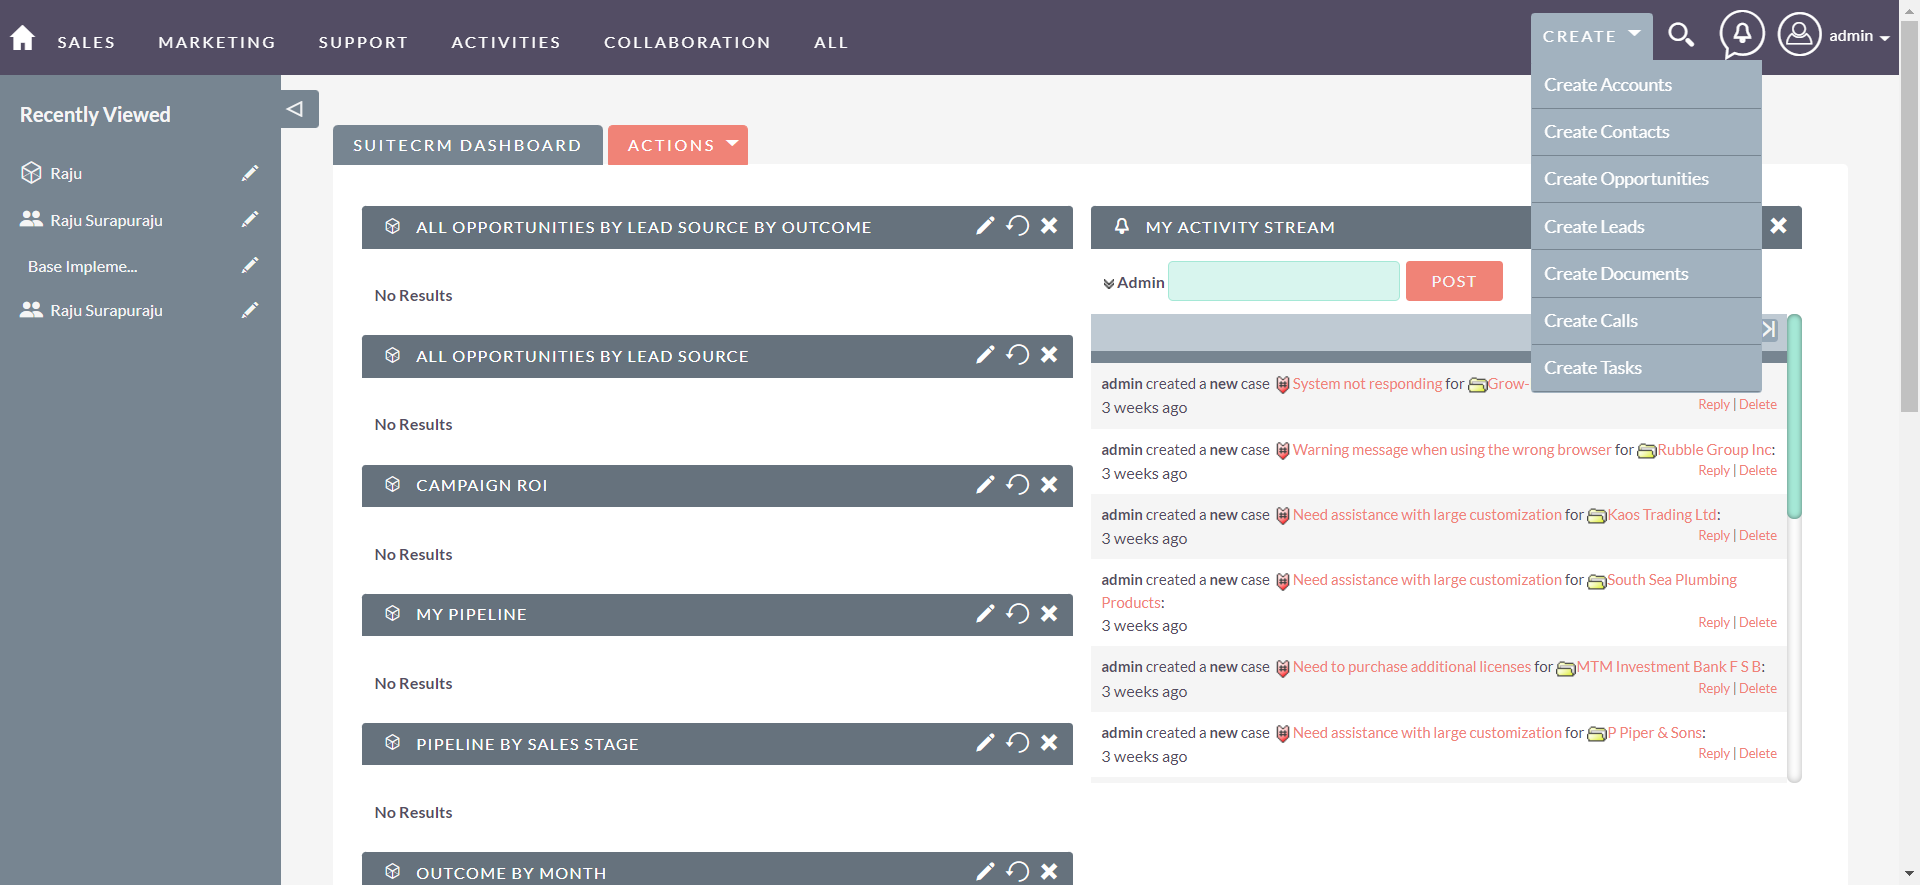 SALES MARKETING SUPPORT ACTIVITIES COLLABORATION ALL CREATE admin
Create Accounts
Create Contacts
Create Opportunities
Create Leads
Create Documents
Create Calls
Create Tasks
Recently Viewed
Raju
Raju Surapuraju
Base Impleme...
Raju Surapuraju
SUITECRM DASHBOARD ACTIONS
ALL OPPORTUNITIES BY LEAD SOURCE BY OUTCOME
No Results
ALL OPPORTUNITIES BY LEAD SOURCE
No Results
CAMPAIGN ROI
No Results
MY PIPELINE
No Results
PIPELINE BY SALES STAGE
No Results
OUTCOME BY MONTH
MY ACTIVITY STREAM
Admin POST
admin created a new case System not responding for Grow-
3 weeks ago
Reply | Delete
admin created a new case Warning message when using the wrong browser for Rubble Group Inc:
3 weeks ago
Reply | Delete
admin created a new case Need assistance with large customization for Kaos Trading Ltd:
3 weeks ago
Reply | Delete
admin created a new case Need assistance with large customization for South Sea Plumbing
Products:
3 weeks ago
Reply | Delete
admin created a new case Need to purchase additional licenses for MTM Investment Bank F S B:
3 weeks ago
Reply | Delete
admin created a new case Need assistance with large customization for P Piper & Sons:
3 weeks ago
Reply | Delete